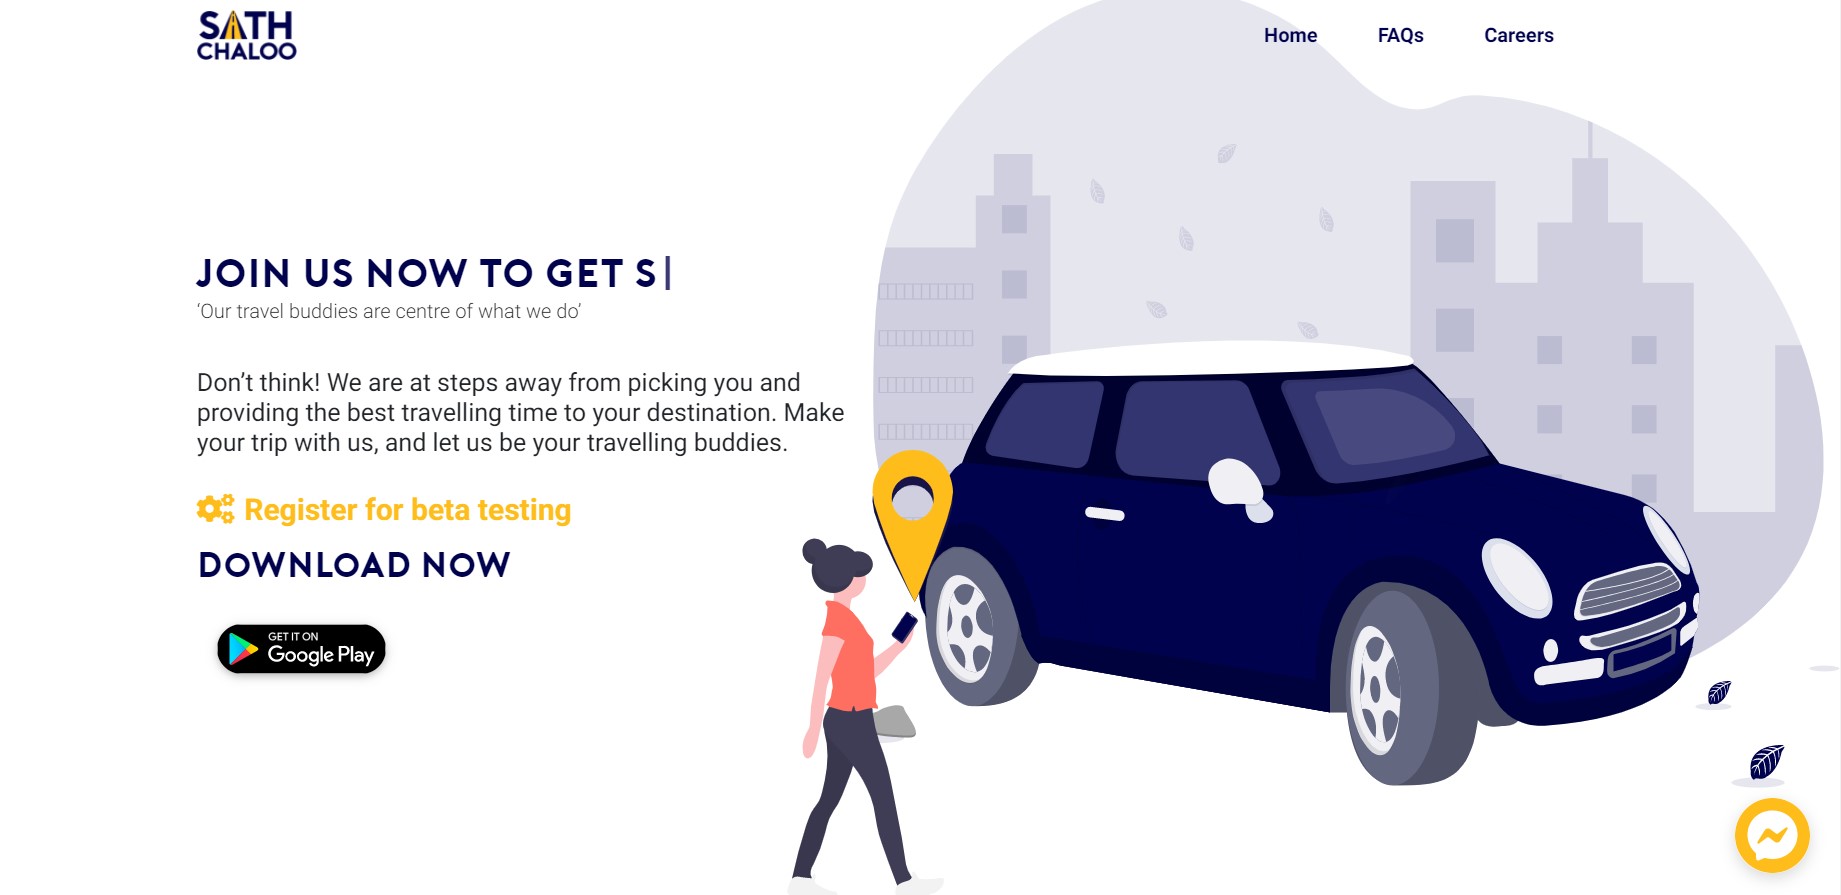 SATH
CHALOO
Home FAQs Careers
JOIN US NOW TO GET S|
‘Our travel buddies are centre of what we do’
Don’t think! We are at steps away from picking you and
providing the best travelling time to your destination. Make
your trip with us, and let us be your travelling buddies.
Register for beta testing
DOWNLOAD NOW
GET IT ON
Google Play